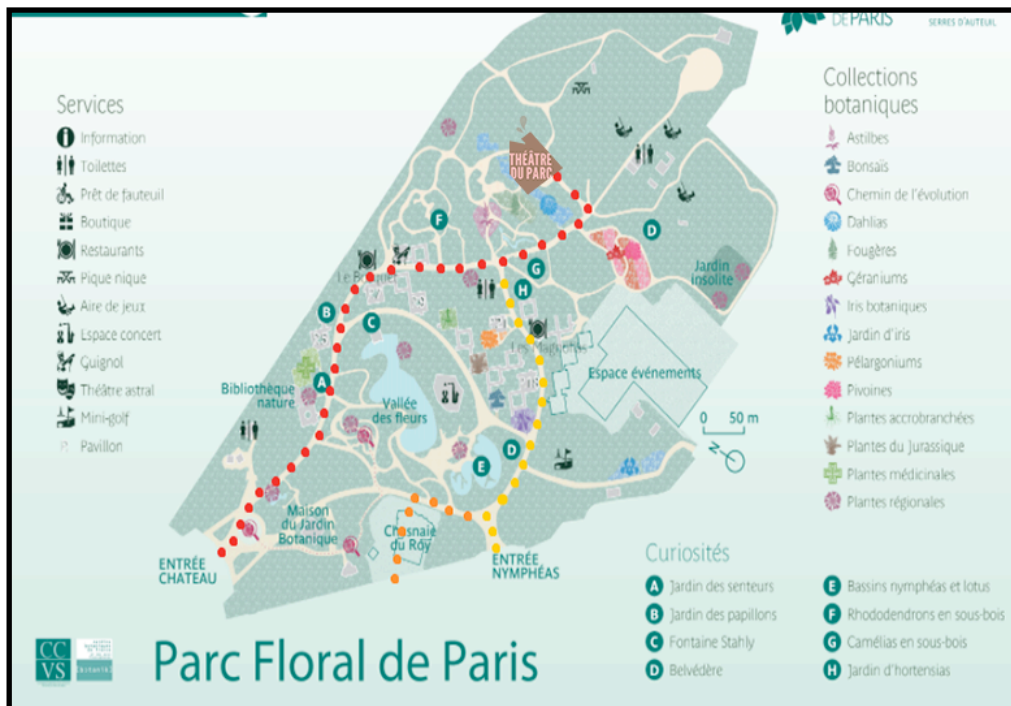 DE PARIS
SERRES D'AUTEUIL
Services
Information
Toilettes
Prêt de fauteuil
Boutique
Restaurants
Pique nique
Aire de jeux
Espace concert
Guignol
Théâtre astral
Mini-golf
Pavillon
Collections
botaniques
Astilbes
Bonsaïs
Chemin de l'évolution
Dahlias
Fougères
Géraniums
Iris botaniques
Jardin d'iris
Pélargoniums
Pivoines
Plantes accrobranchées
Plantes du Jurassique
Plantes médicinales
Plantes régionales
THÉÂTRE
DU PARC
F
D
G
H
Jardin
insolite
B
C
Espace événements
0 50 m
N
A
Bibliothèque
nature
Vallée
des fleurs
D
E
Maison
du Jardin
Botanique
Chesnaie
du Roy
ENTRÉE
CHATEAU
ENTRÉE
NYMPHÉAS
Curiosités
A Jardin des senteurs
B Jardin des papillons
C Fontaine Stahly
D Belvédère
E Bassins nymphéas et lotus
F Rhododendrons en sous-bois
G Camélias en sous-bois
H Jardin d'hortensias
CC
VS
Parc Floral de Paris